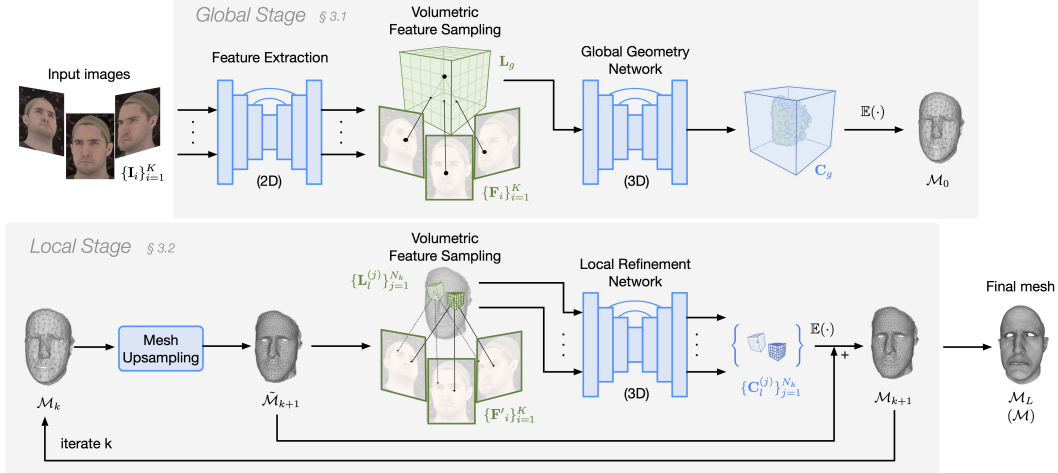 Global Stage § 3.1
Input images
{I_i}_{i=1}^K
Feature Extraction
(2D)
Volumetric
Feature Sampling
L_g
{F_i}_{i=1}^K
Global Geometry
Network
(3D)
C_g
𝔼(·)
ℳ_0
Local Stage § 3.2
ℳ_k
Mesh
Upsampling
ℳ̃_{k+1}
Volumetric
Feature Sampling
{L_l^{(j)}}_{j=1}^{N_k}
{F'_i}_{i=1}^K
Local Refinement
Network
(3D)
{ }
{C_l^{(j)}}_{j=1}^{N_k}
𝔼(·)
+
ℳ_{k+1}
iterate k
Final mesh
ℳ_L
(ℳ)